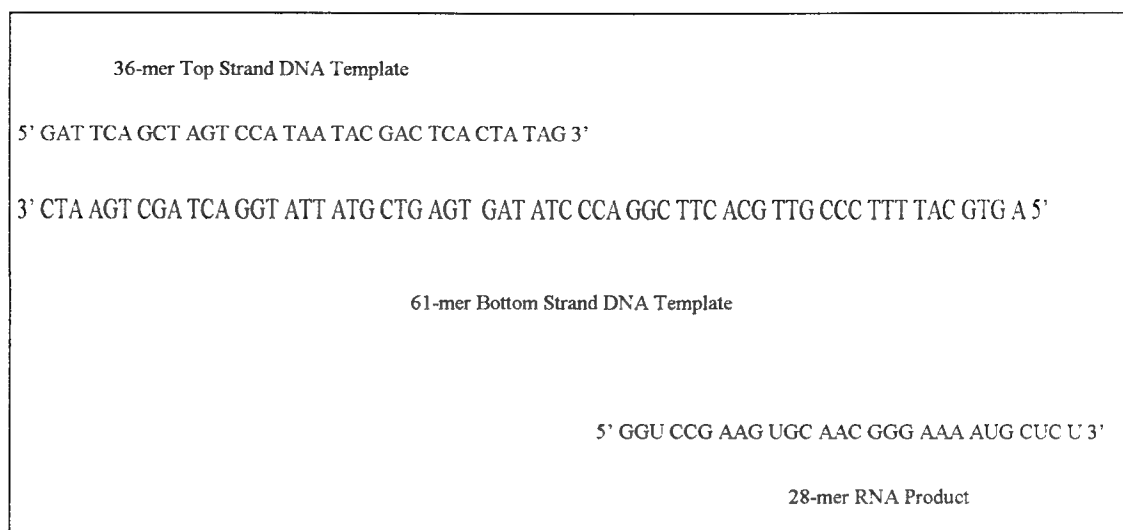 36-mer Top Strand DNA Template
5' GAT TCA GCT AGT CCA TAA TAC GAC TCA CTA TAG 3'
3' CTA AGT CGA TCA GGT ATT ATG CTG AGT GAT ATC CCA GGC TTC ACG TTG CCC TTT TAC GTG A 5'
61-mer Bottom Strand DNA Template
5' GGU CCG AAG UGC AAC GGG AAA AUG CUC U 3'
28-mer RNA Product